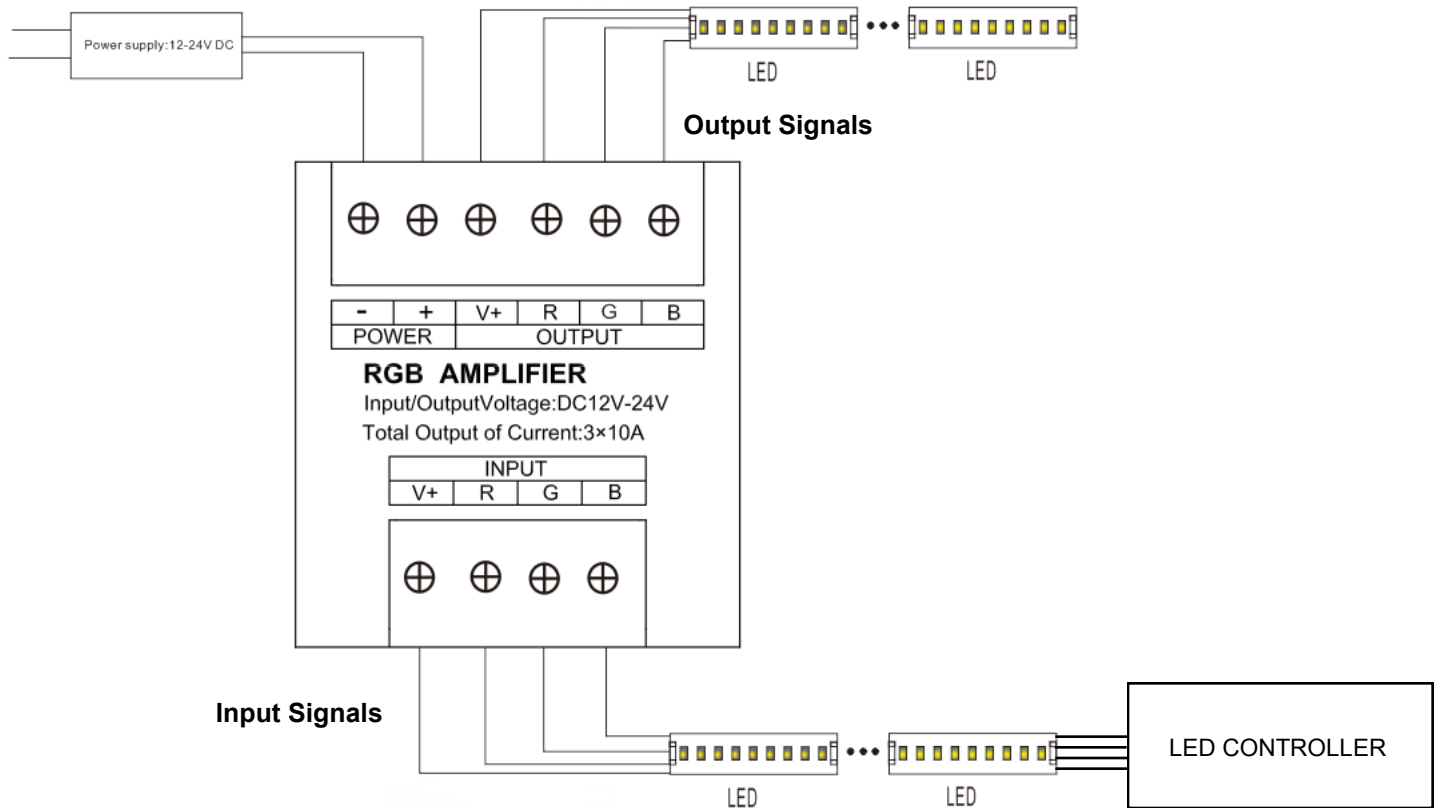 Power supply:12-24V DC
LED
LED
Output Signals
- + V+ R G B
POWER OUTPUT
RGB AMPLIFIER
Input/OutputVoltage:DC12V-24V
Total Output of Current:3×10A
INPUT
V+ R G B
Input Signals
LED CONTROLLER
LED
LED